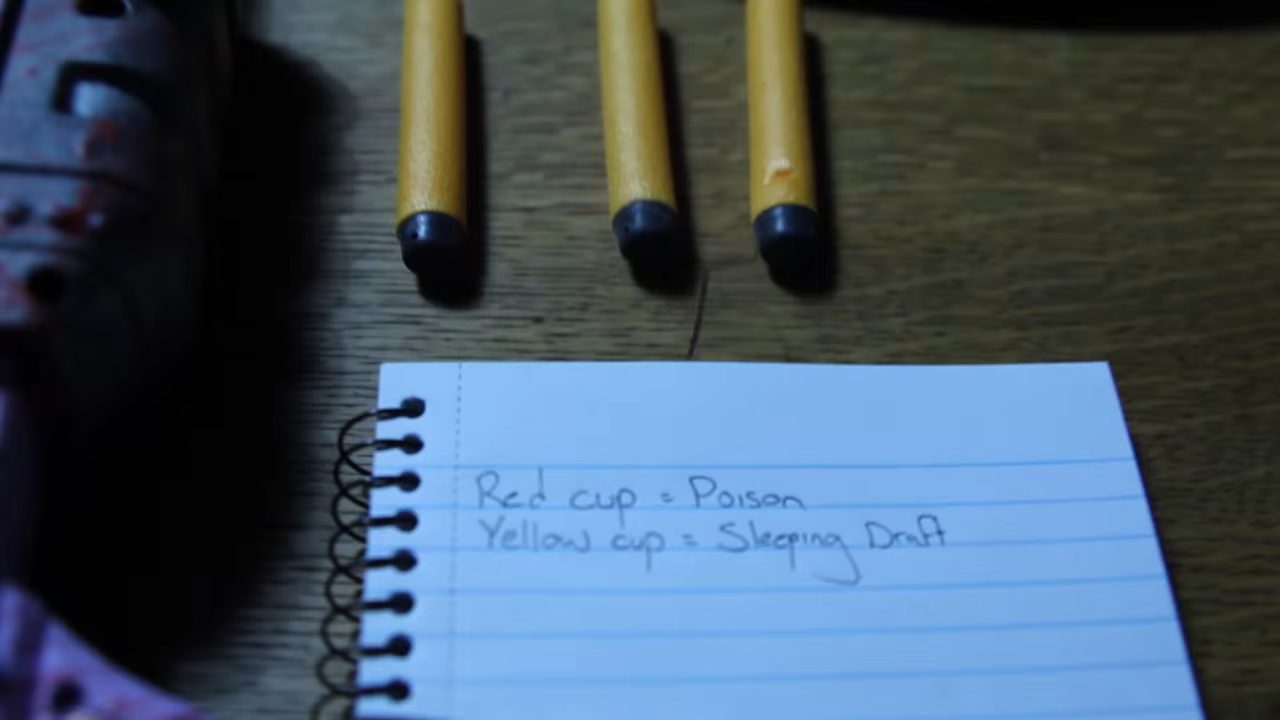 Red cup = Poison
Yellow cup = Sleeping Draft